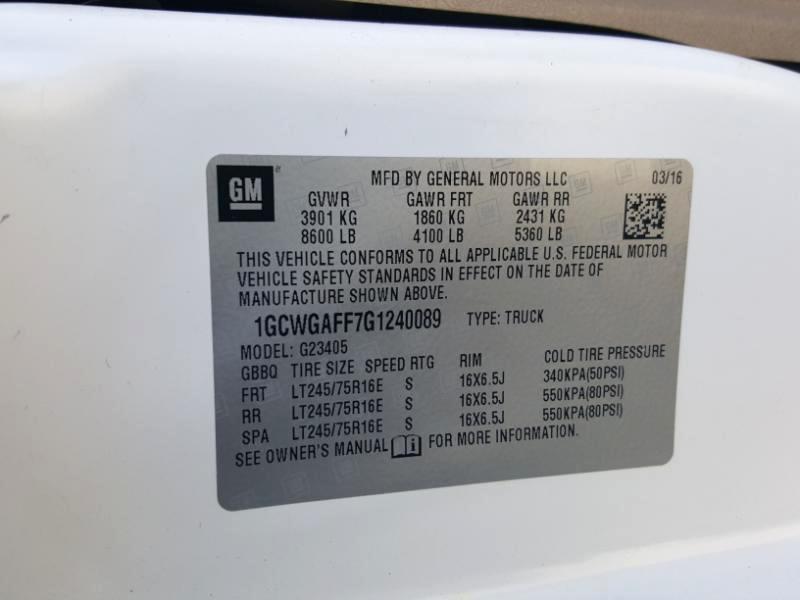 GM
MFD BY GENERAL MOTORS LLC 03/16
GVWR GAWR FRT GAWR RR
3901 KG 1860 KG 2431 KG
8600 LB 4100 LB 5360 LB
THIS VEHICLE CONFORMS TO ALL APPLICABLE U.S. FEDERAL MOTOR
VEHICLE SAFETY STANDARDS IN EFFECT ON THE DATE OF
MANUFACTURE SHOWN ABOVE.
1GCWGAFF7G1240089 TYPE: TRUCK
MODEL: G23405
GBBQ TIRE SIZE SPEED RTG RIM COLD TIRE PRESSURE
FRT LT245/75R16E S 16X6.5J 340KPA(50PSI)
RR LT245/75R16E S 16X6.5J 550KPA(80PSI)
SPA LT245/75R16E S 16X6.5J 550KPA(80PSI)
SEE OWNER'S MANUAL FOR MORE INFORMATION.